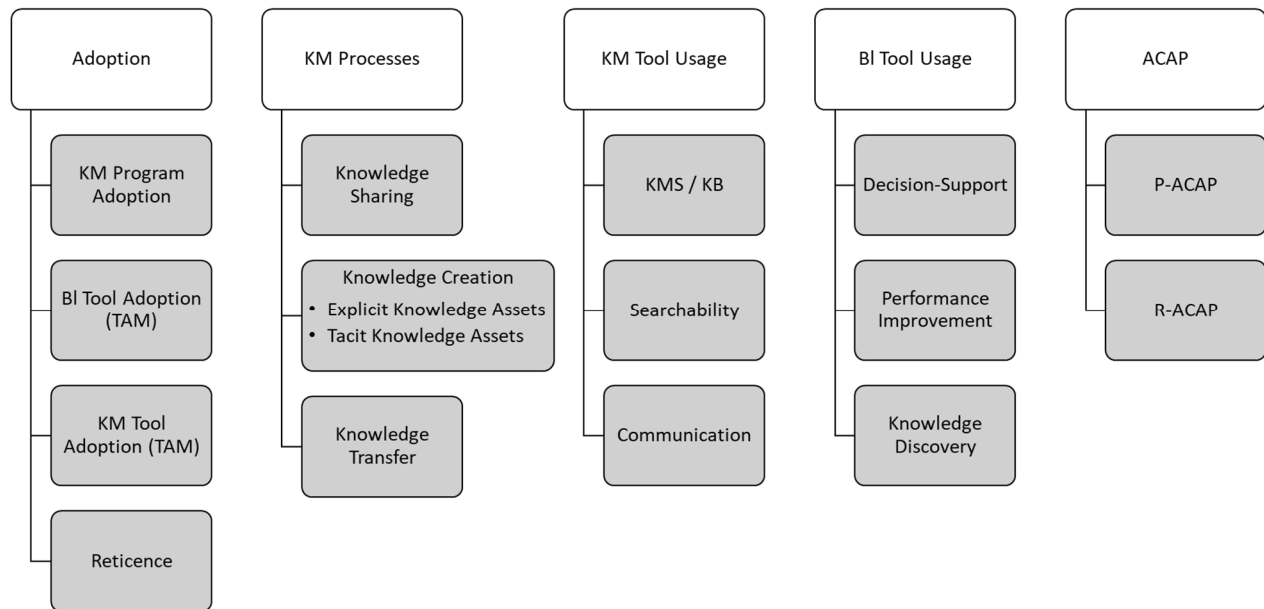 Adoption
KM Program
Adoption
BI Tool Adoption
(TAM)
KM Tool
Adoption (TAM)
Reticence
KM Processes
Knowledge
Sharing
Knowledge Creation
• Explicit Knowledge Assets
• Tacit Knowledge Assets
Knowledge
Transfer
KM Tool Usage
KMS / KB
Searchability
Communication
BI Tool Usage
Decision-Support
Performance
Improvement
Knowledge
Discovery
ACAP
P-ACAP
R-ACAP